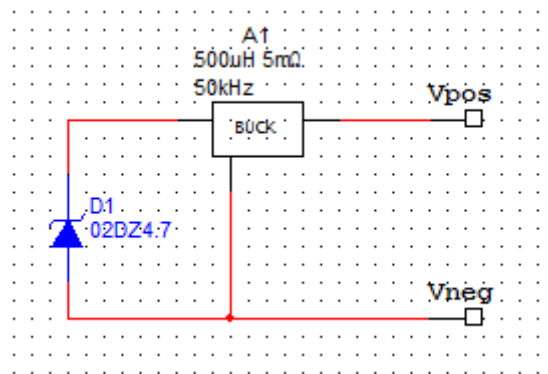 A1
500uH 5mΩ
50kHz
Vpos
BUCK
D1
02DZ4.7
Vneg